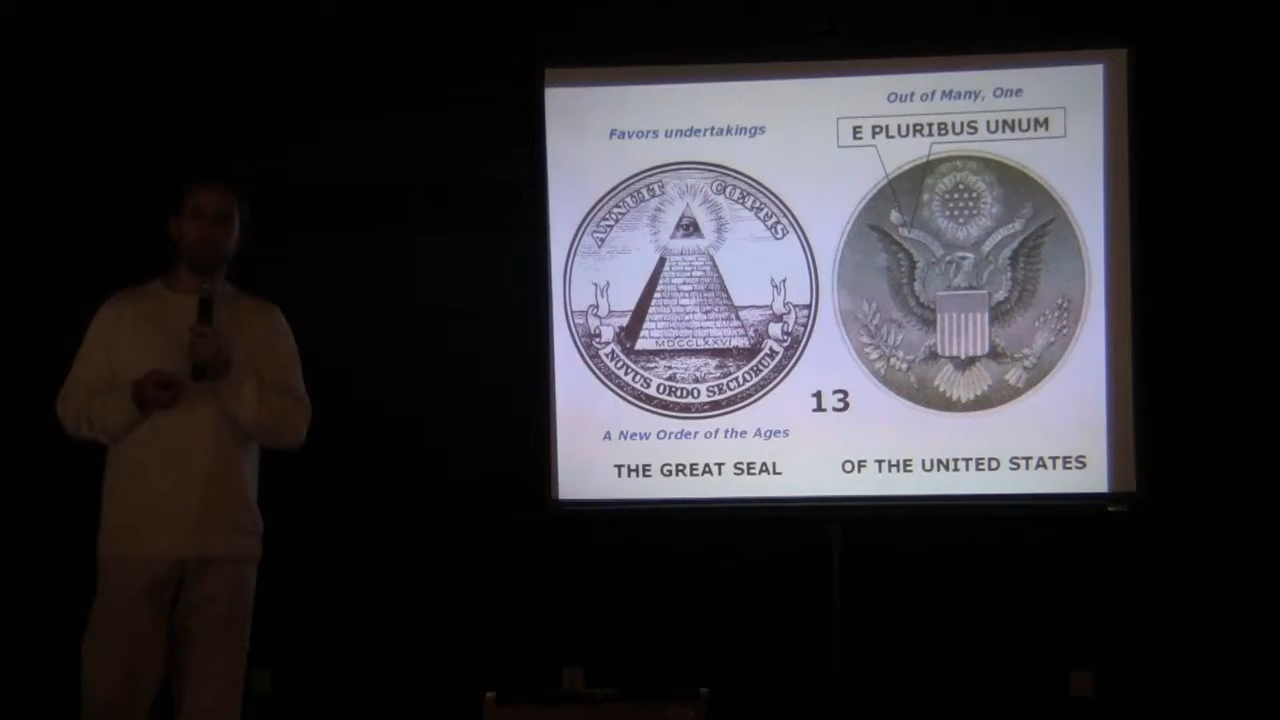 Favors undertakings
Out of Many, One
E PLURIBUS UNUM
ANNUIT COEPTIS
MDCCLXXVI
NOVUS ORDO SECLORUM
13
A New Order of the Ages
THE GREAT SEAL
OF THE UNITED STATES